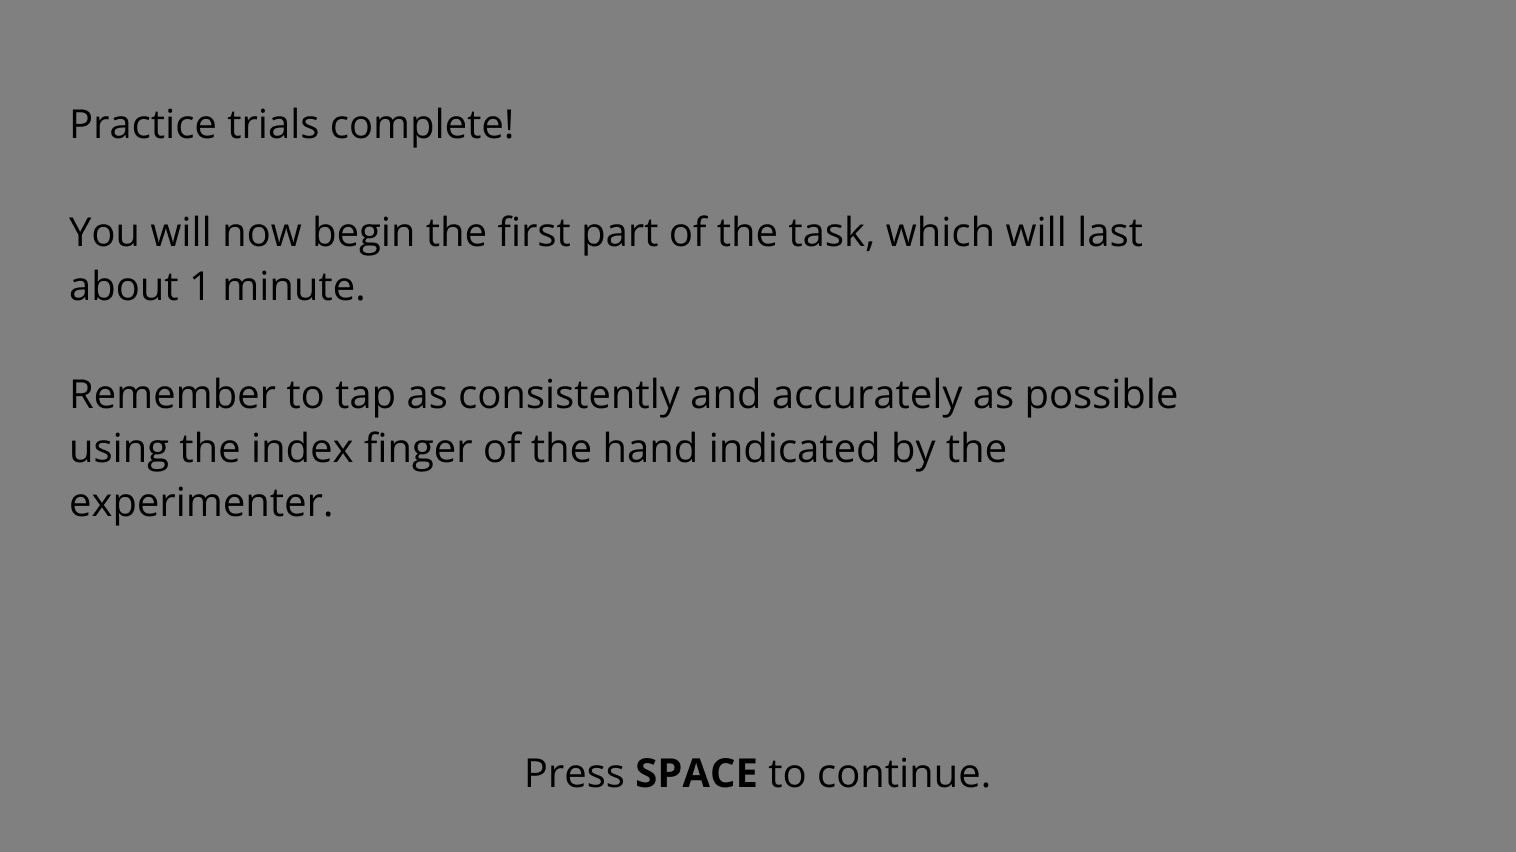 Practice trials complete!
You will now begin the first part of the task, which will last
about 1 minute.
Remember to tap as consistently and accurately as possible
using the index finger of the hand indicated by the
experimenter.
Press SPACE to continue.